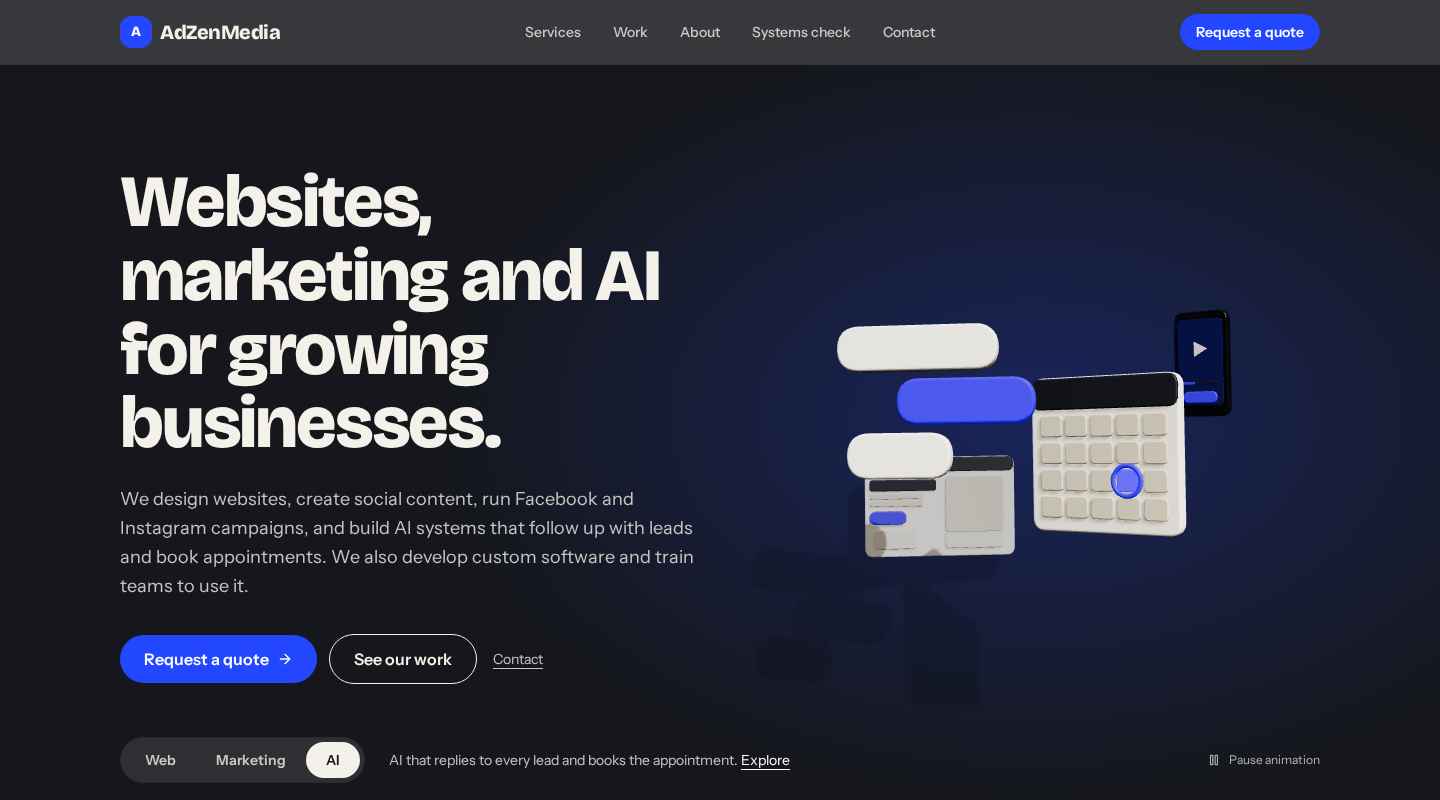 A AdZenMedia
Services Work About Systems check Contact
Request a quote
Websites,
marketing and AI
for growing
businesses.
We design websites, create social content, run Facebook and
Instagram campaigns, and build AI systems that follow up with leads
and book appointments. We also develop custom software and train
teams to use it.
Request a quote → See our work Contact
Web Marketing AI
AI that replies to every lead and books the appointment. Explore
Pause animation